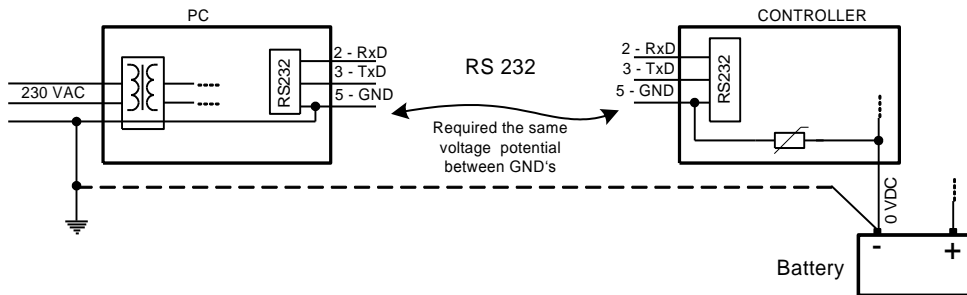 PC
CONTROLLER
2 - RxD
3 - TxD
5 - GND
RS232
230 VAC
RS 232
Required the same
voltage potential
between GND's
2 - RxD
3 - TxD
5 - GND
RS232
0 VDC
- +
Battery